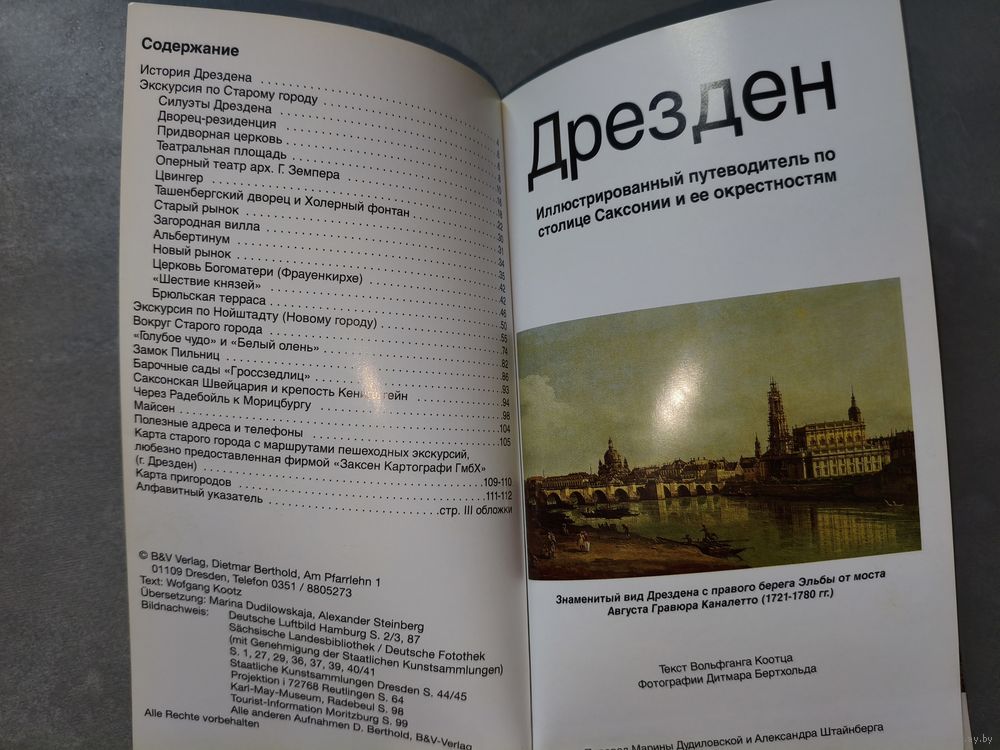 Содержание
История Дрездена
Экскурсия по Старому городу
Силуэты Дрездена
Дворец-резиденция
Придворная церковь
Театральная площадь
Оперный театр арх. Г. Земпера
Цвингер
Ташенбергский дворец и Холерный фонтан
Старый рынок
Загородная вилла
Альбертинум
Новый рынок
Церковь Богоматери (Фрауенкирхе)
«Шествие князей»
Брюльская терраса
Экскурсия по Нойштадту (Новому городу)
Вокруг Старого города
«Голубое чудо» и «Белый олень»
Замок Пильниц
Барочные сады «Гроссзедлиц»
Саксонская Швейцария и крепость
Через Радебойль к Морицбургу
Майсен
Полезные адреса и телефоны
Карта старого города с маршрутами пешеходных экскурсий,
любезно предоставленная фирмой «Заксен Картографи ГмбХ»
(г. Дрезден) 109-110
Карта пригородов 111-112
Алфавитный указатель стр. III обложки
© B&V Verlag, Dietmar Berthold, Am Pfarrlehn 1
01109 Dresden, Telefon 0351 / 8805273
Text: Wofgang Kootz
Übersetzung: Marina Dudilowskaja, Alexander Steinberg
Bildnachweis: Deutsche Luftbild Hamburg S. 2/3, 87
Sächsische Landesbibliothek / Deutsche Fotothek
(mit Genehmigung der Staatlichen Kunstsammlungen)
S. 1, 27, 29, 36, 37, 39, 40/41
Staatliche Kunstsammlungen Dresden S. 44/45
Projektion i 72768 Reutlingen S. 64
Karl-May-Museum, Radebeul S. 98
Tourist-Information Moritzburg S. 99
Alle anderen Aufnahmen D. Berthold, B&V-Verlag
Alle Rechte vorbehalten
Дрезден
Иллюстрированный путеводитель по
столице Саксонии и ее окрестностям
Знаменитый вид Дрездена с правого берега Эльбы от моста
Августа Гравюра Каналетто (1721-1780 гг.)
Текст Вольфганга Коотца
Фотографии Дитмара Бертхольда
Марины Дудиловской и Александра Штайнберга